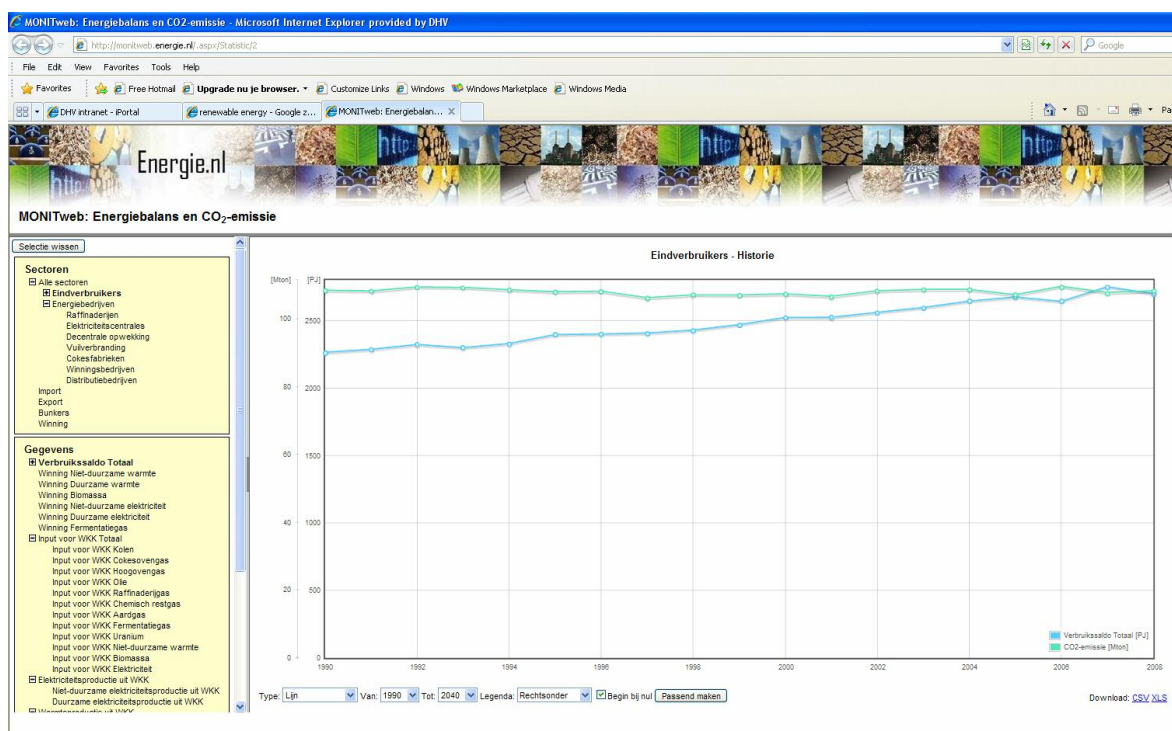 MONITweb: Energiebalans en CO2-emissie - Microsoft Internet Explorer provided by DHV
http://monitweb.energie.nl/.aspx/Statistic/2
Google
File Edit View Favorites Tools Help
Favorites Free Hotmail Upgrade nu je browser. Customize Links Windows Windows Marketplace Windows Media
DHV intranet - iPortal renewable energy - Google z... MONITweb: Energiebalan... X
Pa
Energie.nl
http
http
http
http
MONITweb: Energiebalans en CO2-emissie
Selectie wissen
Sectoren
Alle sectoren
Eindverbruikers
Energiebedrijven
Raffinaderijen
Elektriciteitscentrales
Decentrale opwekking
Vuilverbranding
Cokesfabrieken
Winningsbedrijven
Distributiebedrijven
Import
Export
Bunkers
Winning
Gegevens
Verbruikssaldo Totaal
Winning Niet-duurzame warmte
Winning Duurzame warmte
Winning Biomassa
Winning Niet-duurzame elektriciteit
Winning Duurzame elektriciteit
Winning Fermentatiegas
Input voor WKK Totaal
Input voor WKK Kolen
Input voor WKK Cokesovengas
Input voor WKK Hoogovengas
Input voor WKK Olie
Input voor WKK Raffinaderijgas
Input voor WKK Chemisch restgas
Input voor WKK Aardgas
Input voor WKK Fermentatiegas
Input voor WKK Uranium
Input voor WKK Niet-duurzame warmte
Input voor WKK Biomassa
Input voor WKK Elektriciteit
Elektriciteitsproductie uit WKK
Niet-duurzame elektriciteitsproductie uit WKK
Duurzame elektriciteitsproductie uit WKK
Warmteproductie uit WKK
Eindverbruikers - Historie
[Mton] [PJ]
100 2500
80 2000
60 1500
40 1000
20 500
0 0
1990 1992 1994 1996 1998 2000 2002 2004 2006 2008
Verbruikssaldo Totaal [PJ]
CO2-emissie [Mton]
Type: Lijn Van: 1990 Tot: 2040 Legenda: Rechtsonder Begin bij nul Passend maken
Download: CSV XLS